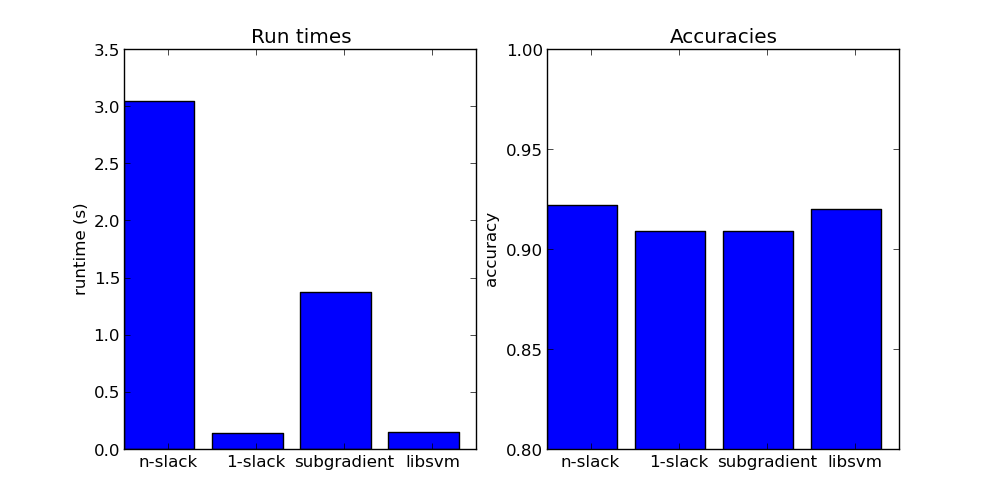 Run times
3.5
3.0
2.5
2.0
1.5
1.0
0.5
0.0
runtime (s)
n-slack 1-slack subgradient libsvm
Accuracies
1.00
0.95
0.90
0.85
0.80
accuracy
n-slack 1-slack subgradient libsvm